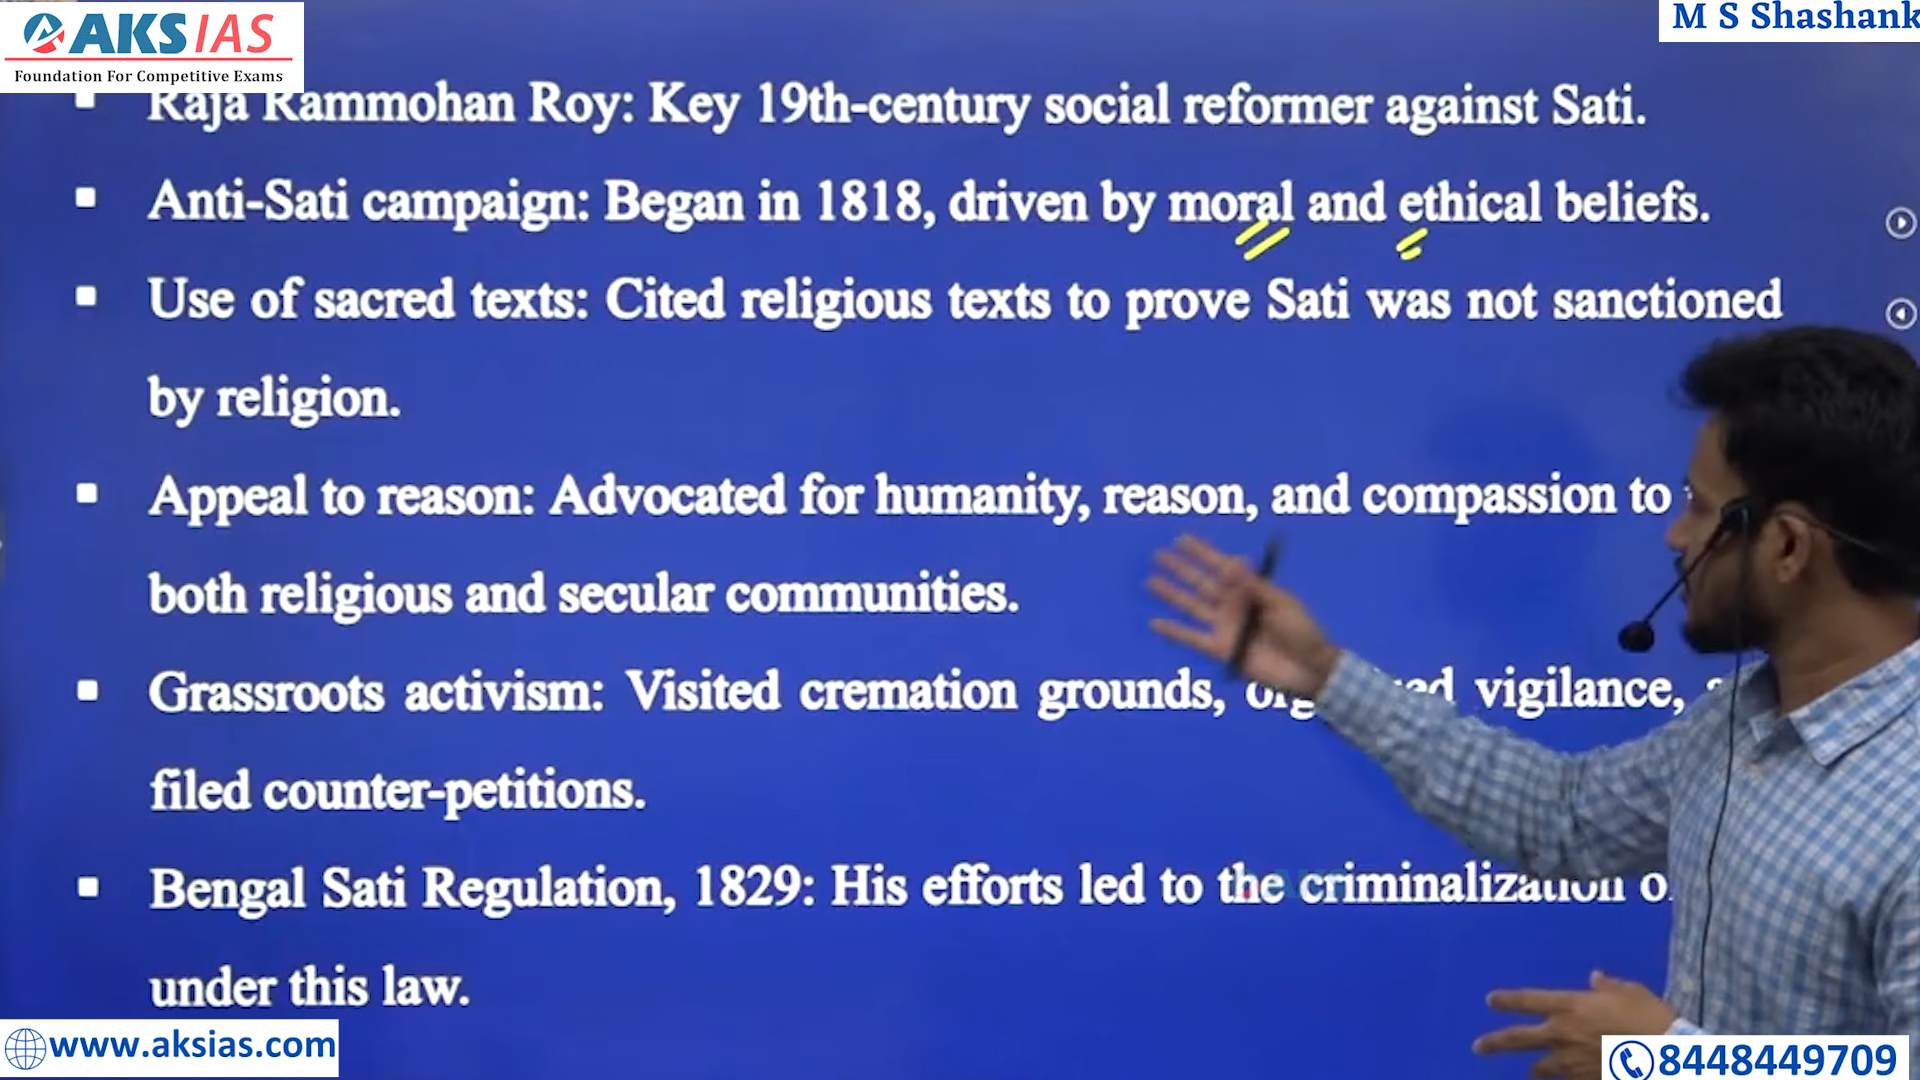 AKS IAS
Foundation For Competitive Exams
M S Shashank
Raja Rammohan Roy: Key 19th-century social reformer against Sati.
Anti-Sati campaign: Began in 1818, driven by moral and ethical beliefs.
Use of sacred texts: Cited religious texts to prove Sati was not sanctioned
by religion.
Appeal to reason: Advocated for humanity, reason, and compassion to
both religious and secular communities.
Grassroots activism: Visited cremation grounds, vigilance,
filed counter-petitions.
Bengal Sati Regulation, 1829: His efforts led to the criminalization
under this law.
www.aksias.com
8448449709